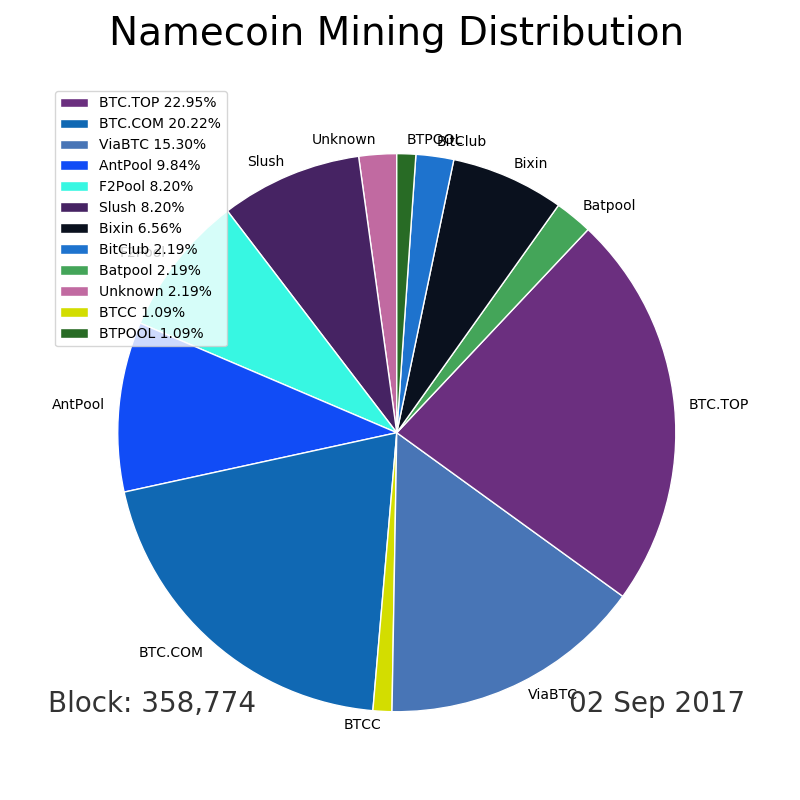 Namecoin Mining Distribution
BTC.TOP 22.95%
BTC.COM 20.22%
ViaBTC 15.30%
AntPool 9.84%
F2Pool 8.20%
Slush 8.20%
Bixin 6.56%
BitClub 2.19%
Batpool 2.19%
Unknown 2.19%
BTCC 1.09%
BTPOOL 1.09%
Unknown
BTPOOL
BitClub
Slush
Bixin
Batpool
F2Pool
AntPool
BTC.TOP
BTC.COM
ViaBTC
BTCC
Block: 358,774
02 Sep 2017